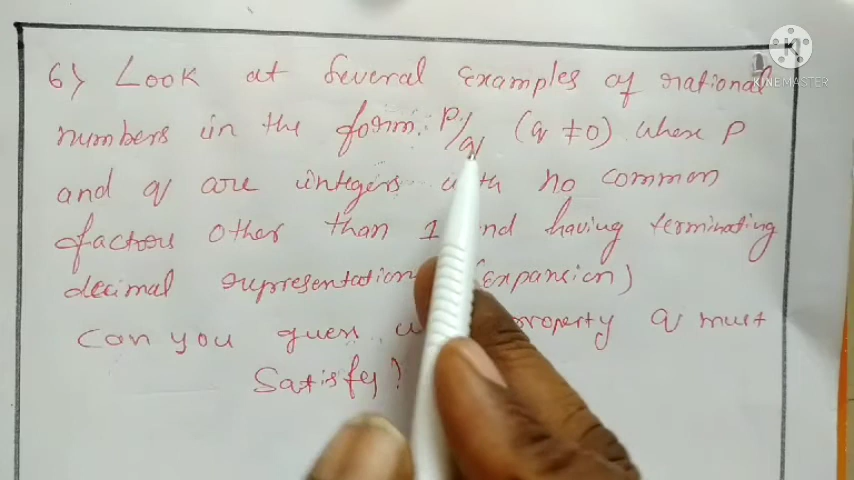 6) Look at Several Examples of rational
numbers in the form. P/q (q ≠ 0) where P
and q are integers with no common
factors other than 1 and having terminating
decimal representation (Expansion)
Can you guess property q must
Satisfy?
KINEMASTER